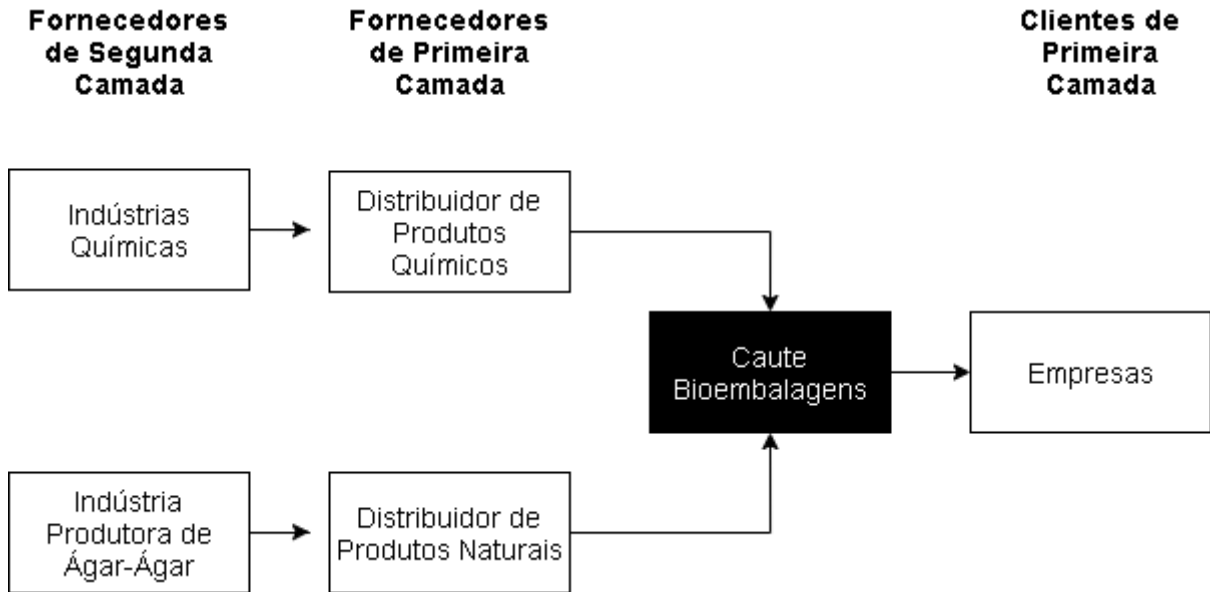 Fornecedores
de Segunda
Camada
Fornecedores
de Primeira
Camada
Clientes de
Primeira
Camada
Indústrias
Químicas
Distribuidor de
Produtos
Químicos
Caute
Bioembalagens
Empresas
Indústria
Produtora de
Ágar-Ágar
Distribuidor de
Produtos Naturais